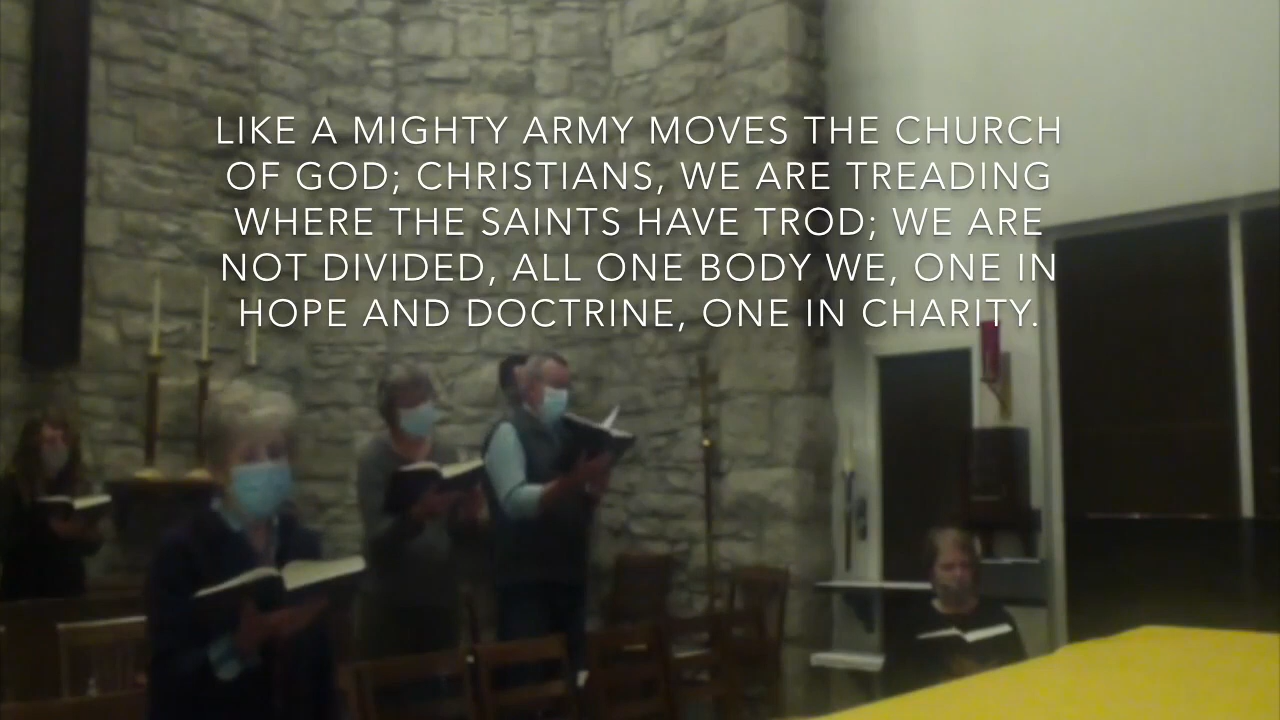 LIKE A MIGHTY ARMY MOVES THE CHURCH
OF GOD; CHRISTIANS, WE ARE TREADING
WHERE THE SAINTS HAVE TROD; WE ARE
NOT DIVIDED, ALL ONE BODY WE, ONE IN
HOPE AND DOCTRINE, ONE IN CHARITY.